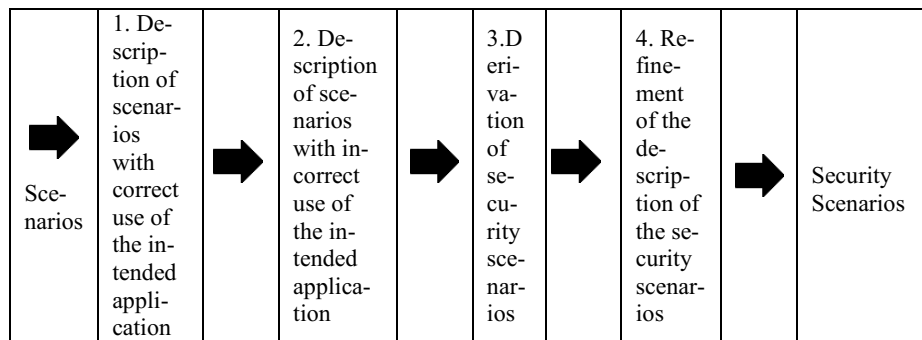 Sce-
narios
1. De-
scrip-
tion of
scenar-
ios
with
correct
use of
the in-
tended
appli-
cation
2. De-
scription
of sce-
narios
with in-
correct
use of
the in-
tended
applica-
tion
3.D
eri-
va-
tion
of
se-
cu-
rity
sce-
nar-
ios
4. Re-
fine-
ment
of the
de-
scrip-
tion of
the se-
curity
scenar-
ios
Security
Scenarios